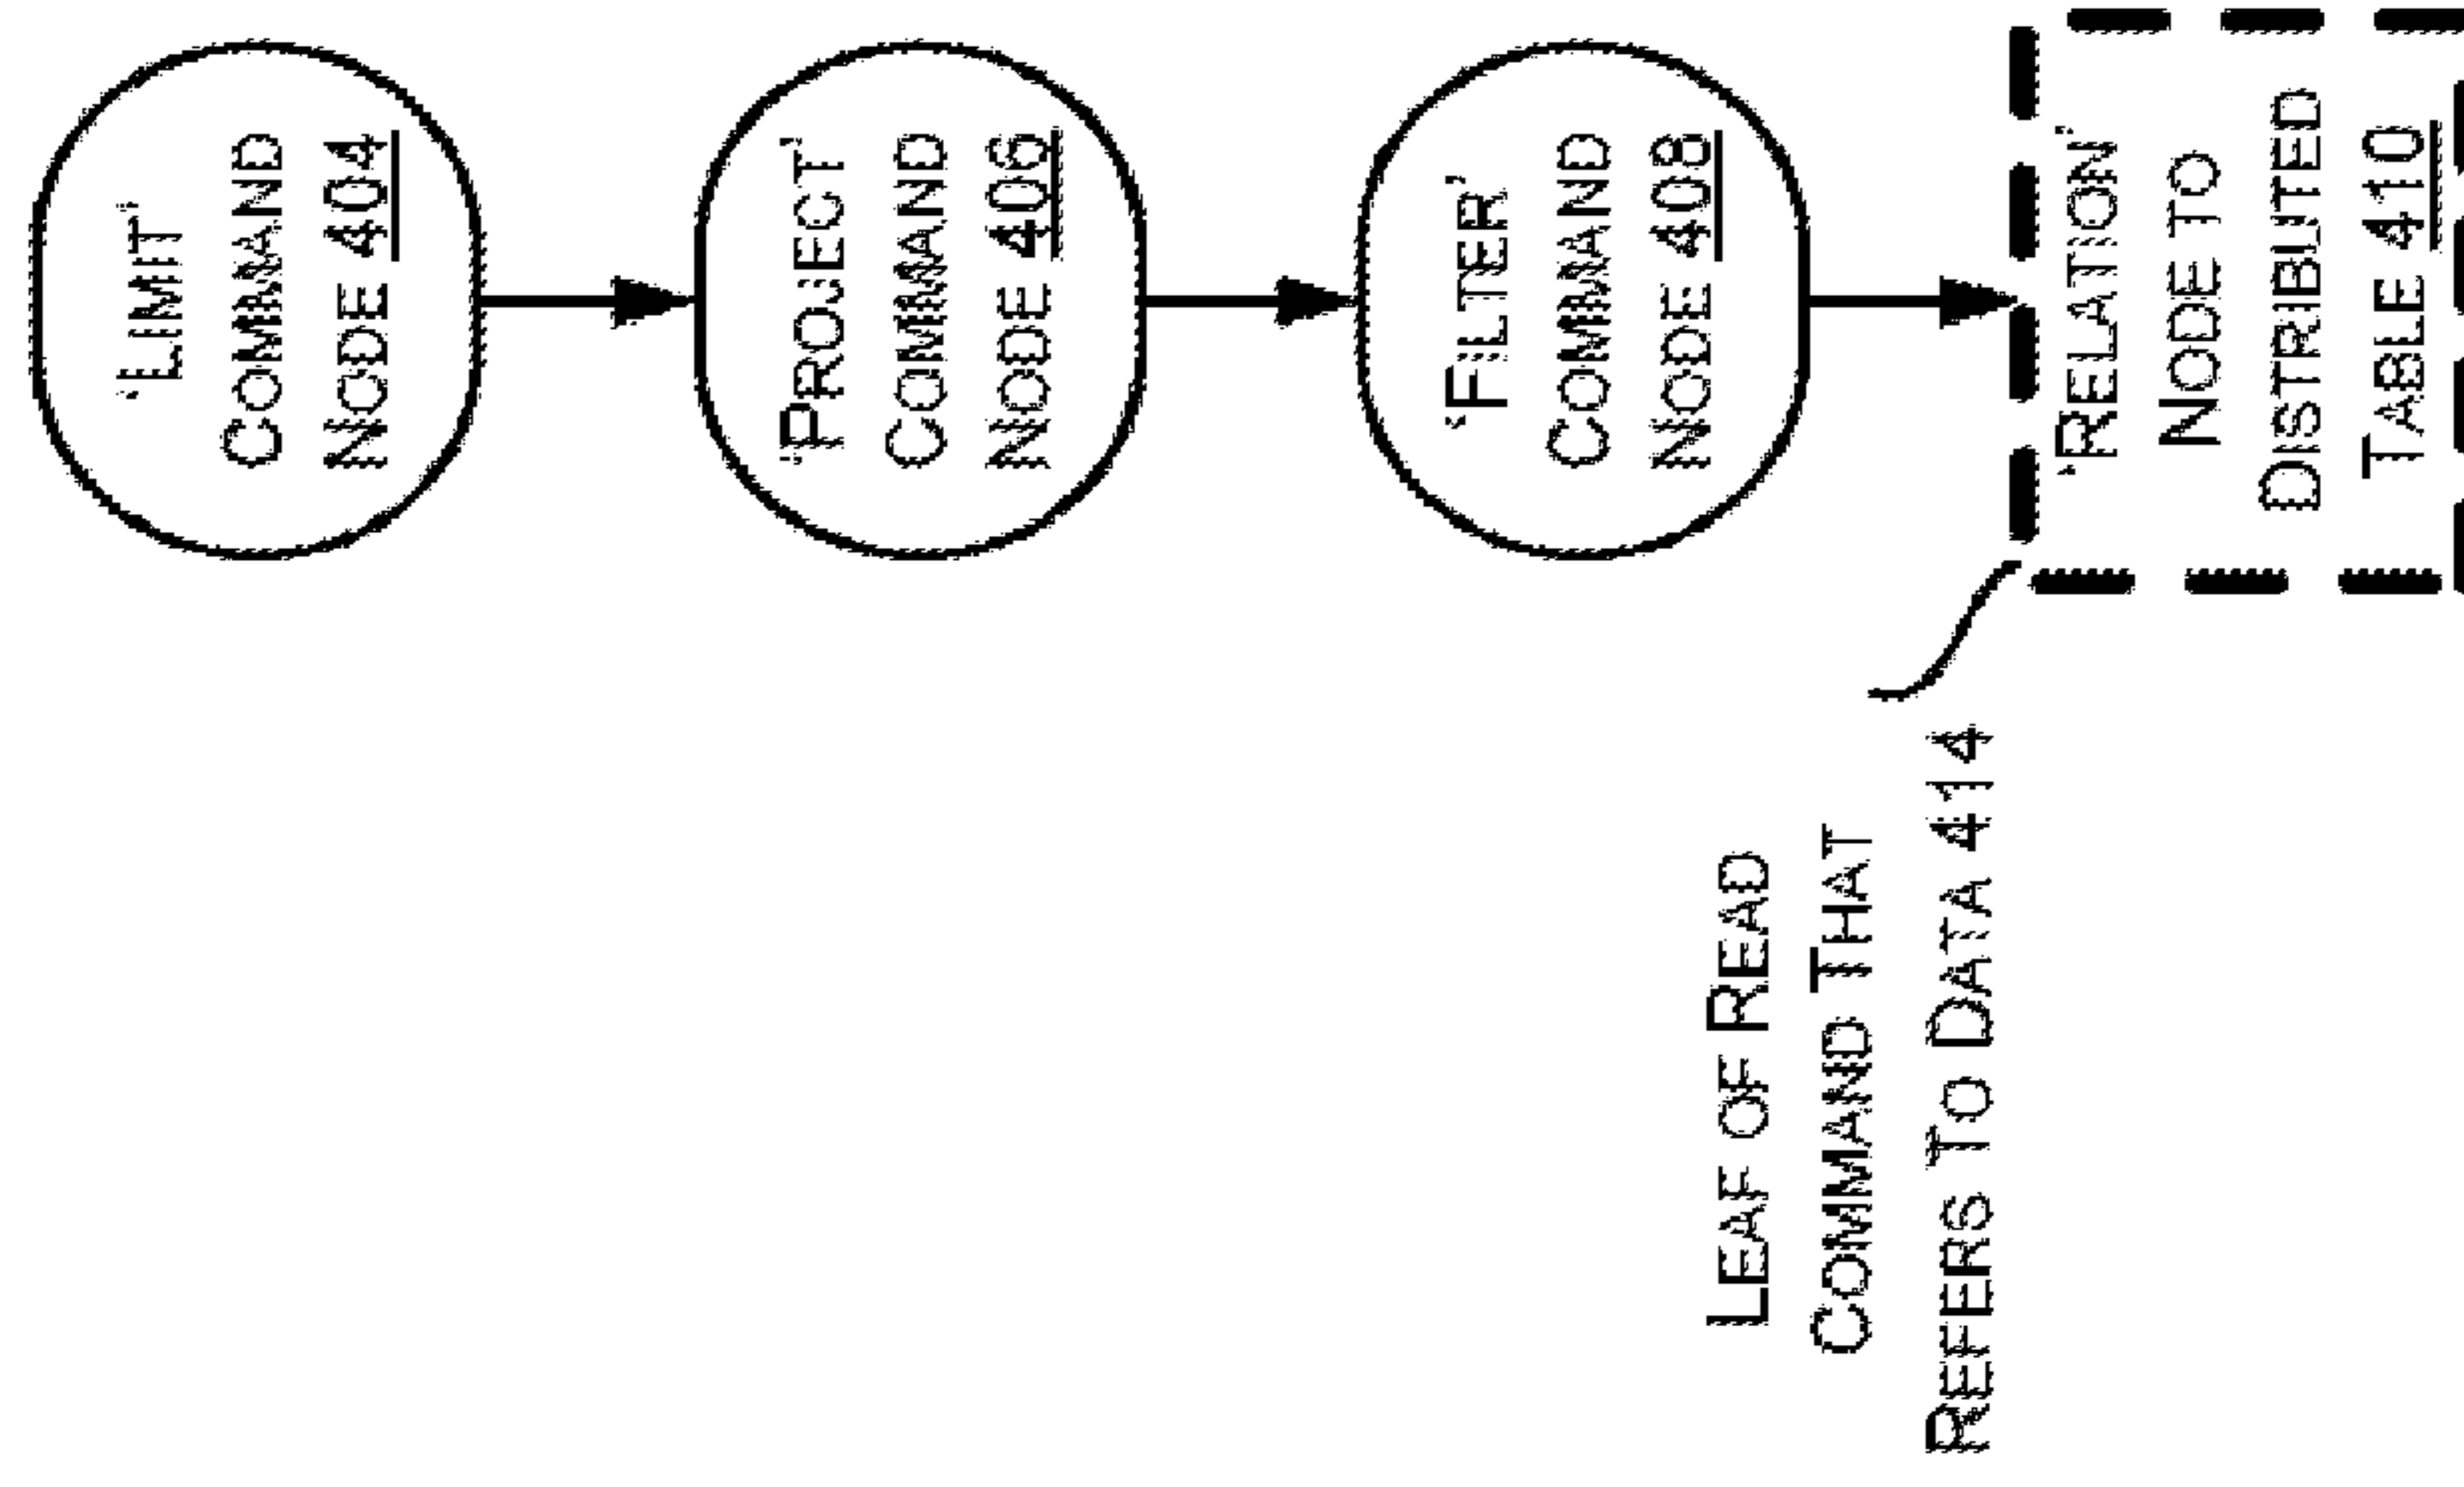 'LIMIT'
COMMAND
NODE 404
'PROJECT'
COMMAND
NODE 406
'FILTER'
COMMAND
NODE 408
'RELATION'
NODE TO
DISTRIBUTED
TABLE 410
LEAF OF READ
COMMAND THAT
REFERS TO DATA 414